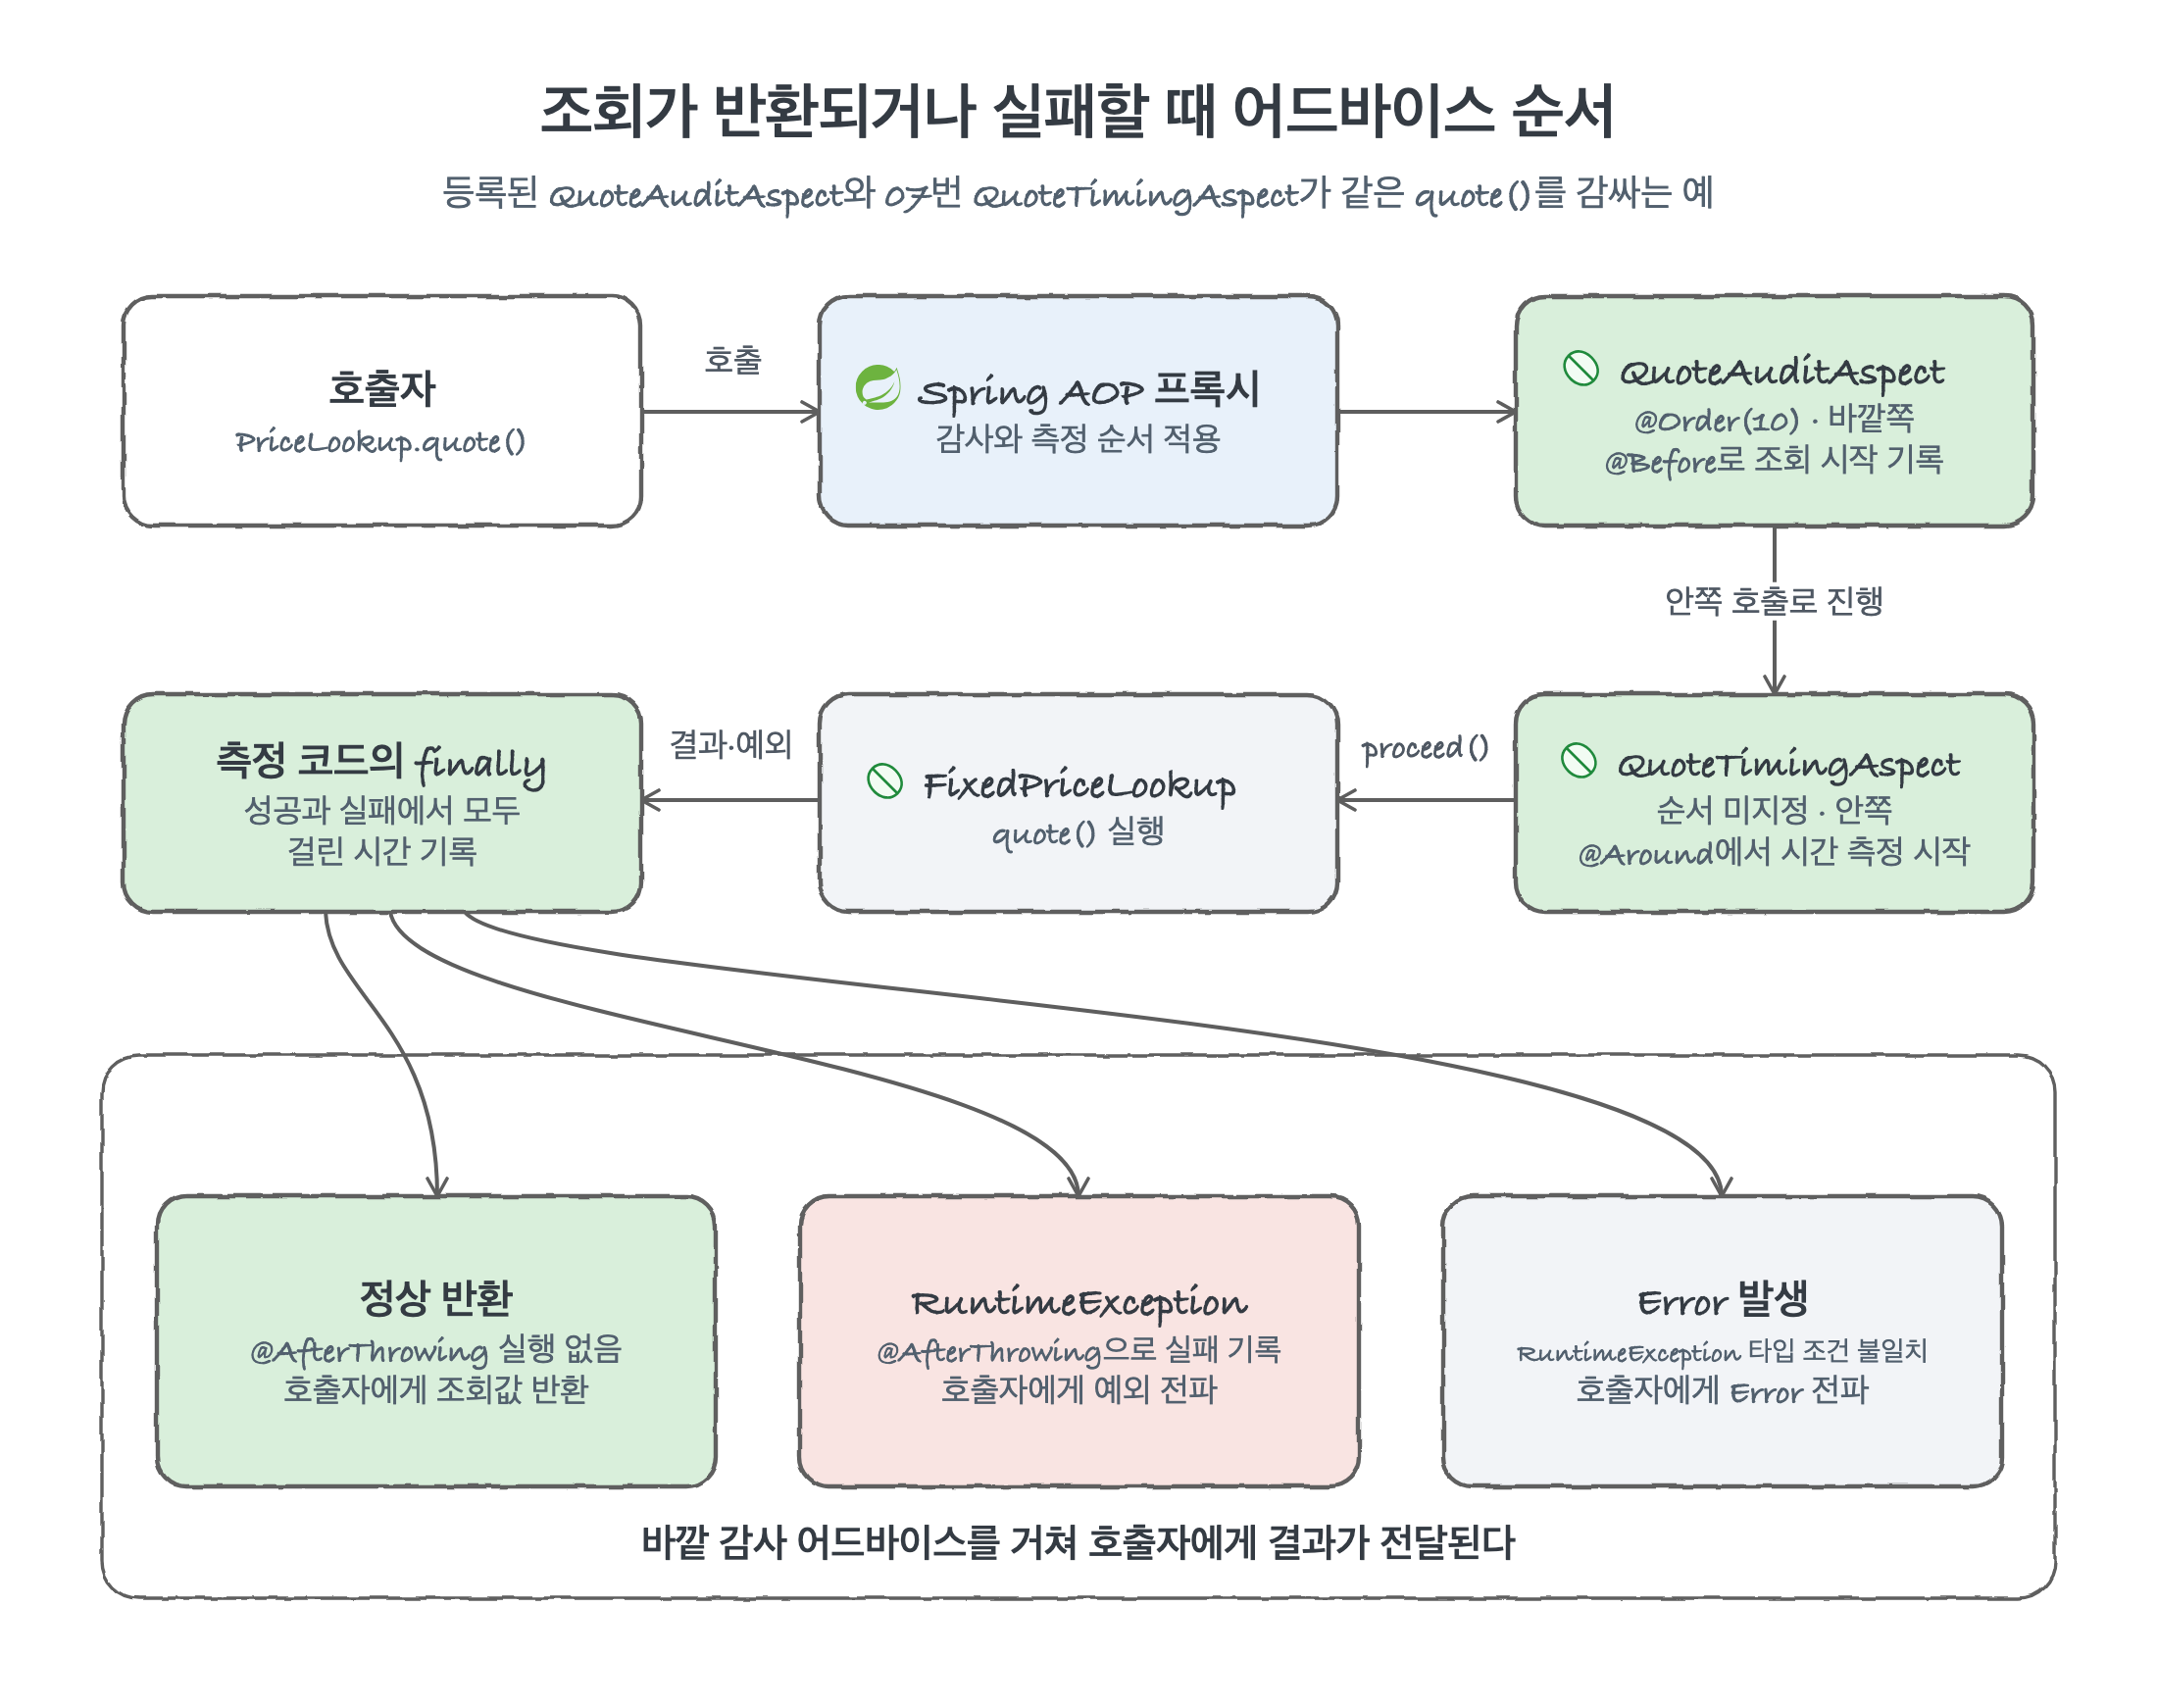 조회가 반환되거나 실패할 때 어드바이스 순서
등록된 QuoteAuditAspect와 07번 QuoteTimingAspect가 같은 quote()를 감싸는 예
호출자
PriceLookup.quote()
호출
Spring AOP 프록시
감사와 측정 순서 적용
QuoteAuditAspect
@Order(10) · 바깥쪽
@Before로 조회 시작 기록
안쪽 호출로 진행
QuoteTimingAspect
순서 미지정 · 안쪽
@Around에서 시간 측정 시작
proceed()
FixedPriceLookup
quote() 실행
결과·예외
측정 코드의 finally
성공과 실패에서 모두
걸린 시간 기록
정상 반환
@AfterThrowing 실행 없음
호출자에게 조회값 반환
RuntimeException
@AfterThrowing으로 실패 기록
호출자에게 예외 전파
Error 발생
RuntimeException 타입 조건 불일치
호출자에게 Error 전파
바깥 감사 어드바이스를 거쳐 호출자에게 결과가 전달된다